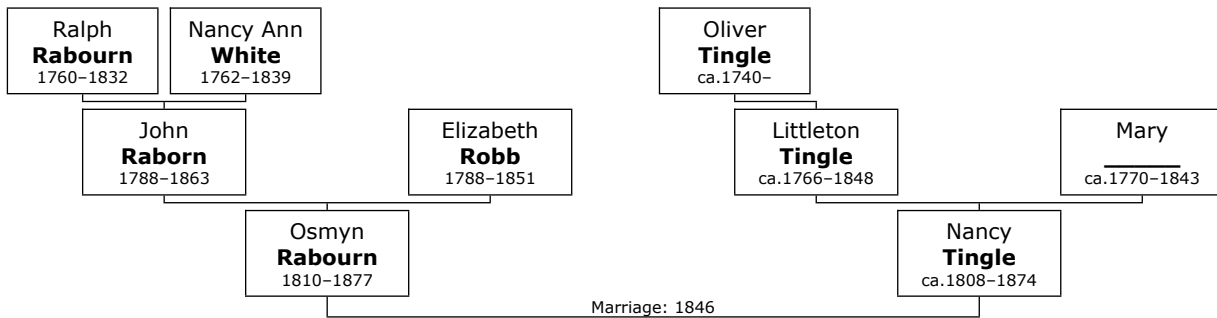 Ralph
Rabourn
1760–1832
Nancy Ann
White
1762–1839
Oliver
Tingle
ca.1740–
John
Raborn
1788–1863
Elizabeth
Robb
1788–1851
Littleton
Tingle
ca.1766–1848
Mary
______
ca.1770–1843
Osmyn
Rabourn
1810–1877
Nancy
Tingle
ca.1808–1874
Marriage: 1846